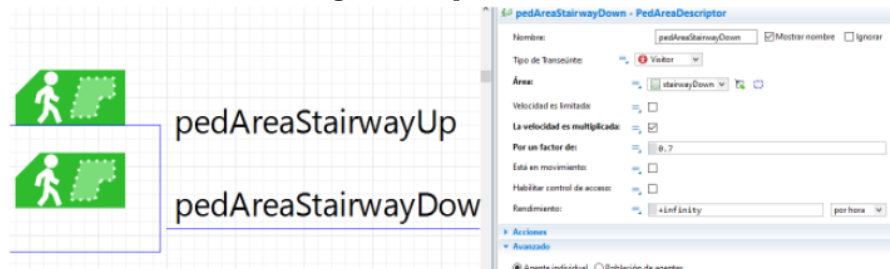 pedAreaStairwayUp
pedAreaStairwayDow
pedAreaStairwayDown - PedAreaDescriptor
Nombre: pedAreaStairwayDown Mostrar nombre Ignorar
Tipo de Transeúnte: Visitor
Área: stairwayDown
Velocidad es limitada
La velocidad es multiplicada:
Por un factor de: 0.7
Está en movimiento:
Habilitar control de acceso:
Rendimiento: +infinity por hora
Acciones
Avanzado
Agente individual Población de agentes